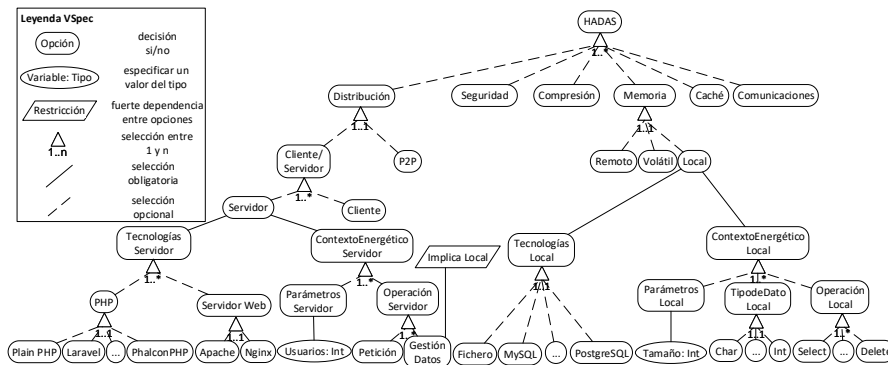 Leyenda VSpec
Opción
decisión
si/no
Variable: Tipo
especificar un
valor del tipo
Restricción
fuerte dependencia
entre opciones
1..n
selección entre
1 y n
selección
obligatoria
selección
opcional
HADAS
1..*
Distribución
Seguridad
Compresión
Memoria
Caché
Comunicaciones
1..1
1..1
Cliente/
Servidor
P2P
Remoto
Volátil
Local
1..*
Servidor
Cliente
Tecnologías
Servidor
ContextoEnergético
Servidor
Implica Local
Tecnologías
Local
ContextoEnergético
Local
1..*
1..*
1..1
1..*
PHP
Servidor Web
Parámetros
Servidor
Operación
Servidor
Parámetros
Local
TipodeDato
Local
Operación
Local
1..1
1..1
1..*
1..1
1..*
Plain PHP
Laravel
...
PhalconPHP
Apache
Nginx
Usuarios: Int
Petición
Gestión
Datos
Fichero
MySQL
...
PostgreSQL
Tamaño: Int
Char
...
Int
Select
...
Delete